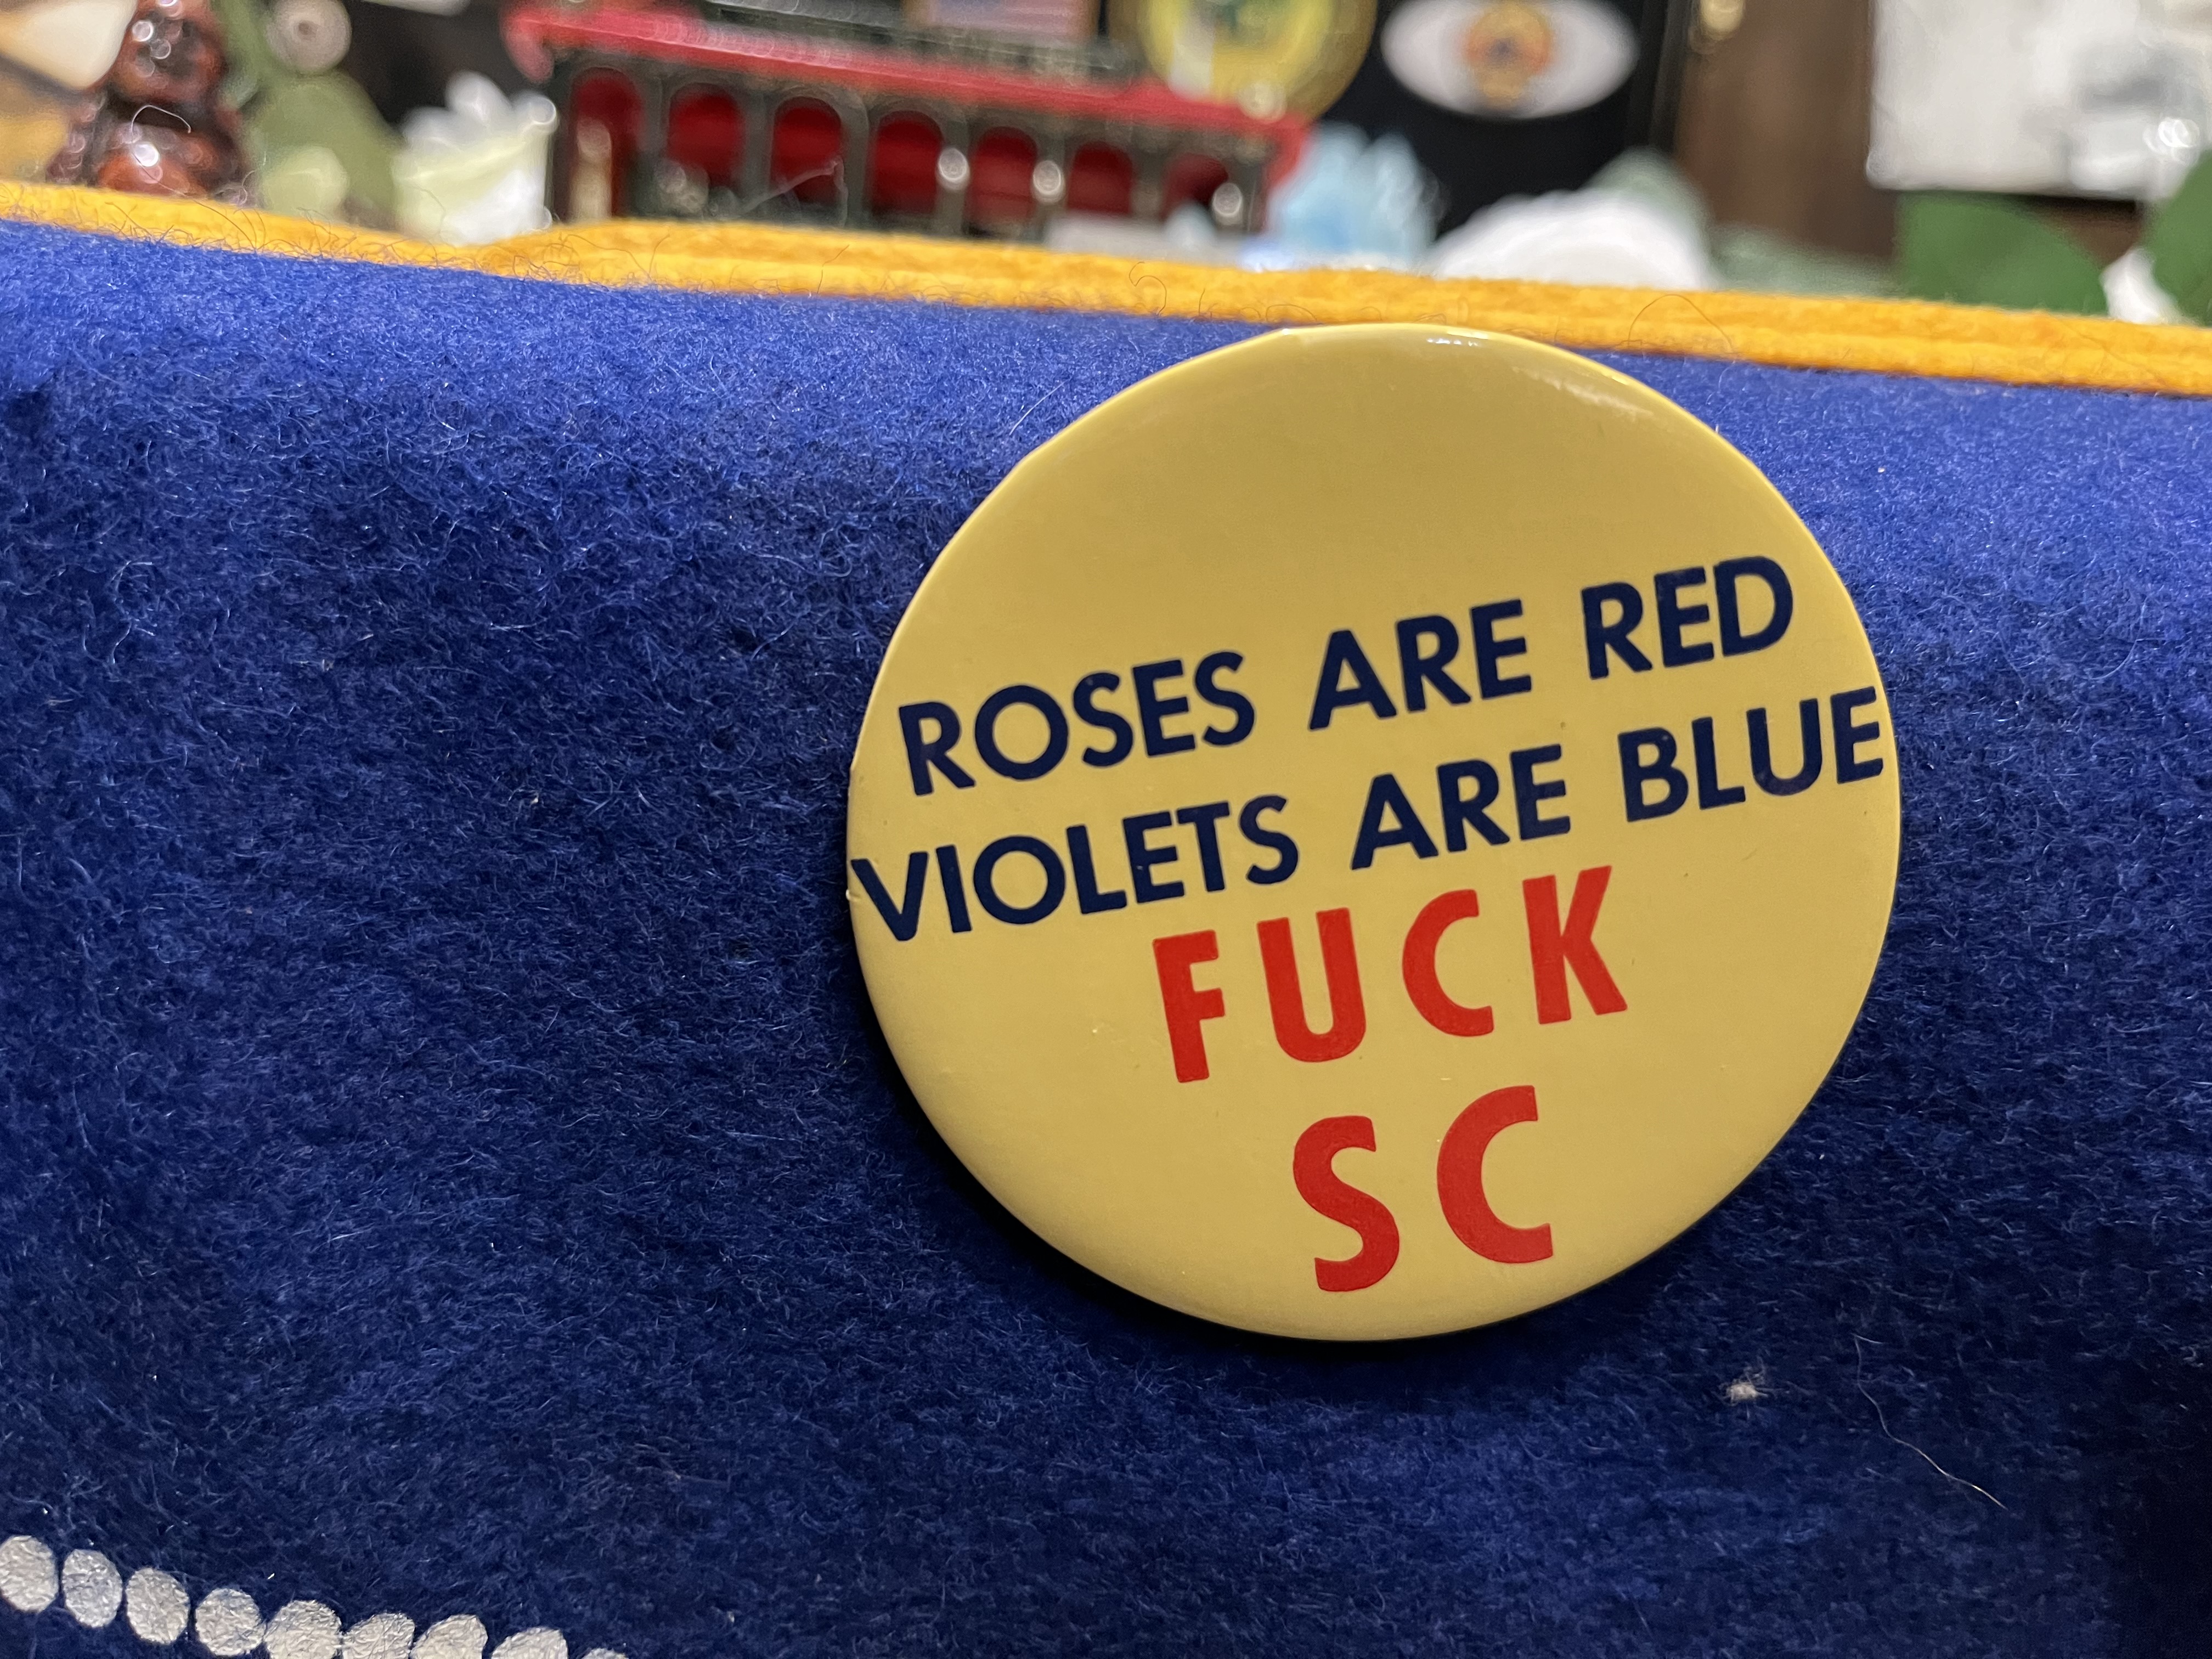 ROSES ARE RED
VIOLETS ARE BLUE
FUCK
SC